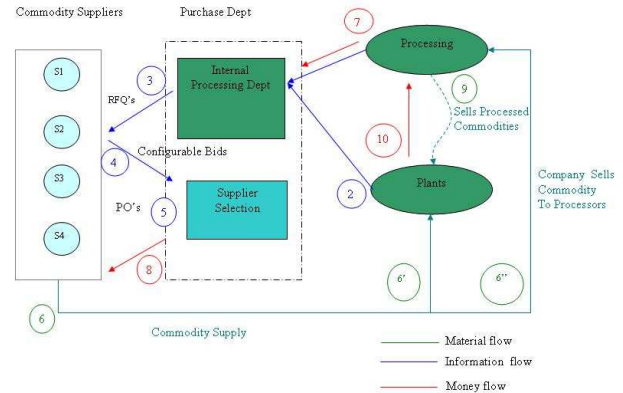 Commodity Suppliers
Purchase Dept
7
Processing
S1
Internal
Processing Dept
3
9
RFQ's
Sells Processed
Commodities
S2
10
4
Configurable Bids
Company Sells
Commodity
To Processors
S3
Supplier
Selection
Plants
2
PO's
5
S4
8
6'
6''
6
Commodity Supply
Material flow
Information flow
Money flow